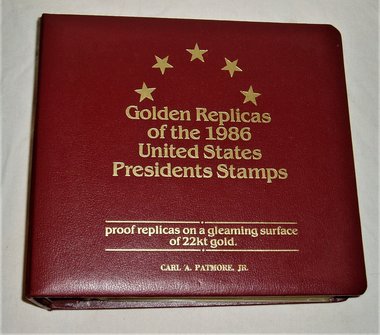 Golden Replicas
of the 1986
United States
Presidents Stamps
proof replicas on a gleaming surface
of 22kt gold.
CARL A. PATMORE, JR.